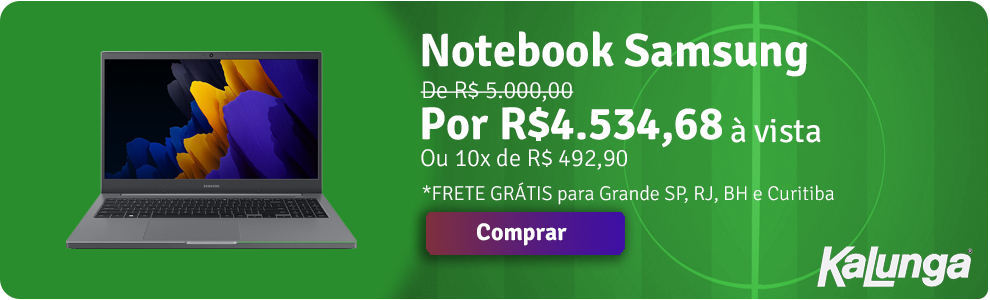 Notebook Samsung
De R$ 5.000,00
Por R$4.534,68 à vista
Ou 10x de R$ 492,90
*FRETE GRÁTIS para Grande SP, RJ, BH e Curitiba
Comprar
SAMSUNG
KaLunga®